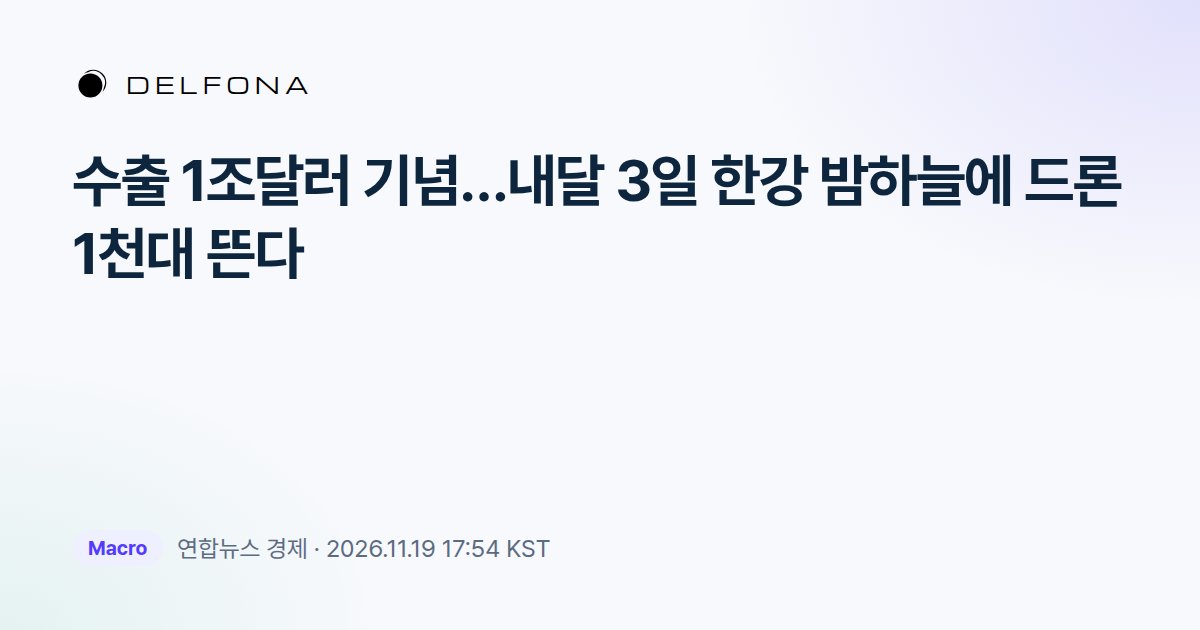 DELFONA
수출 1조달러 기념…내달 3일 한강 밤하늘에 드론
1천대 뜬다
Macro 연합뉴스 경제 · 2026.11.19 17:54 KST